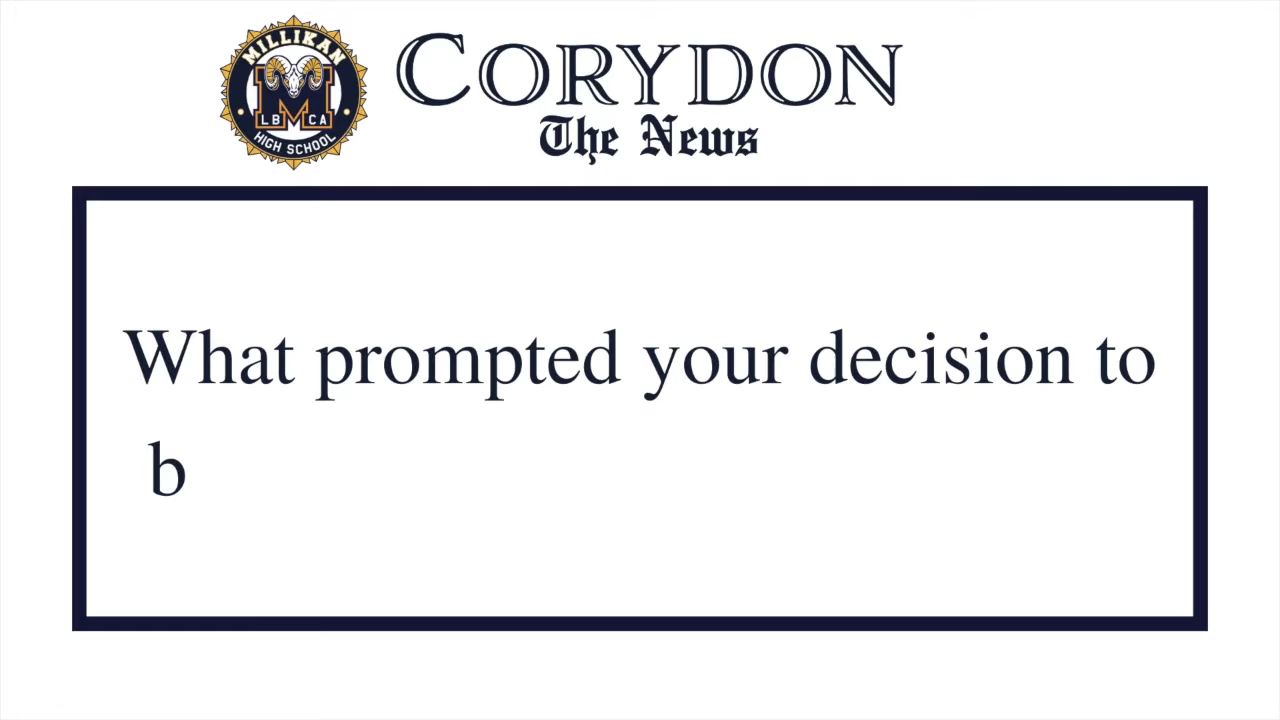 MILLIKAN
LB M CA
HIGH SCHOOL
CORYDON
The News
What prompted your decision to
b